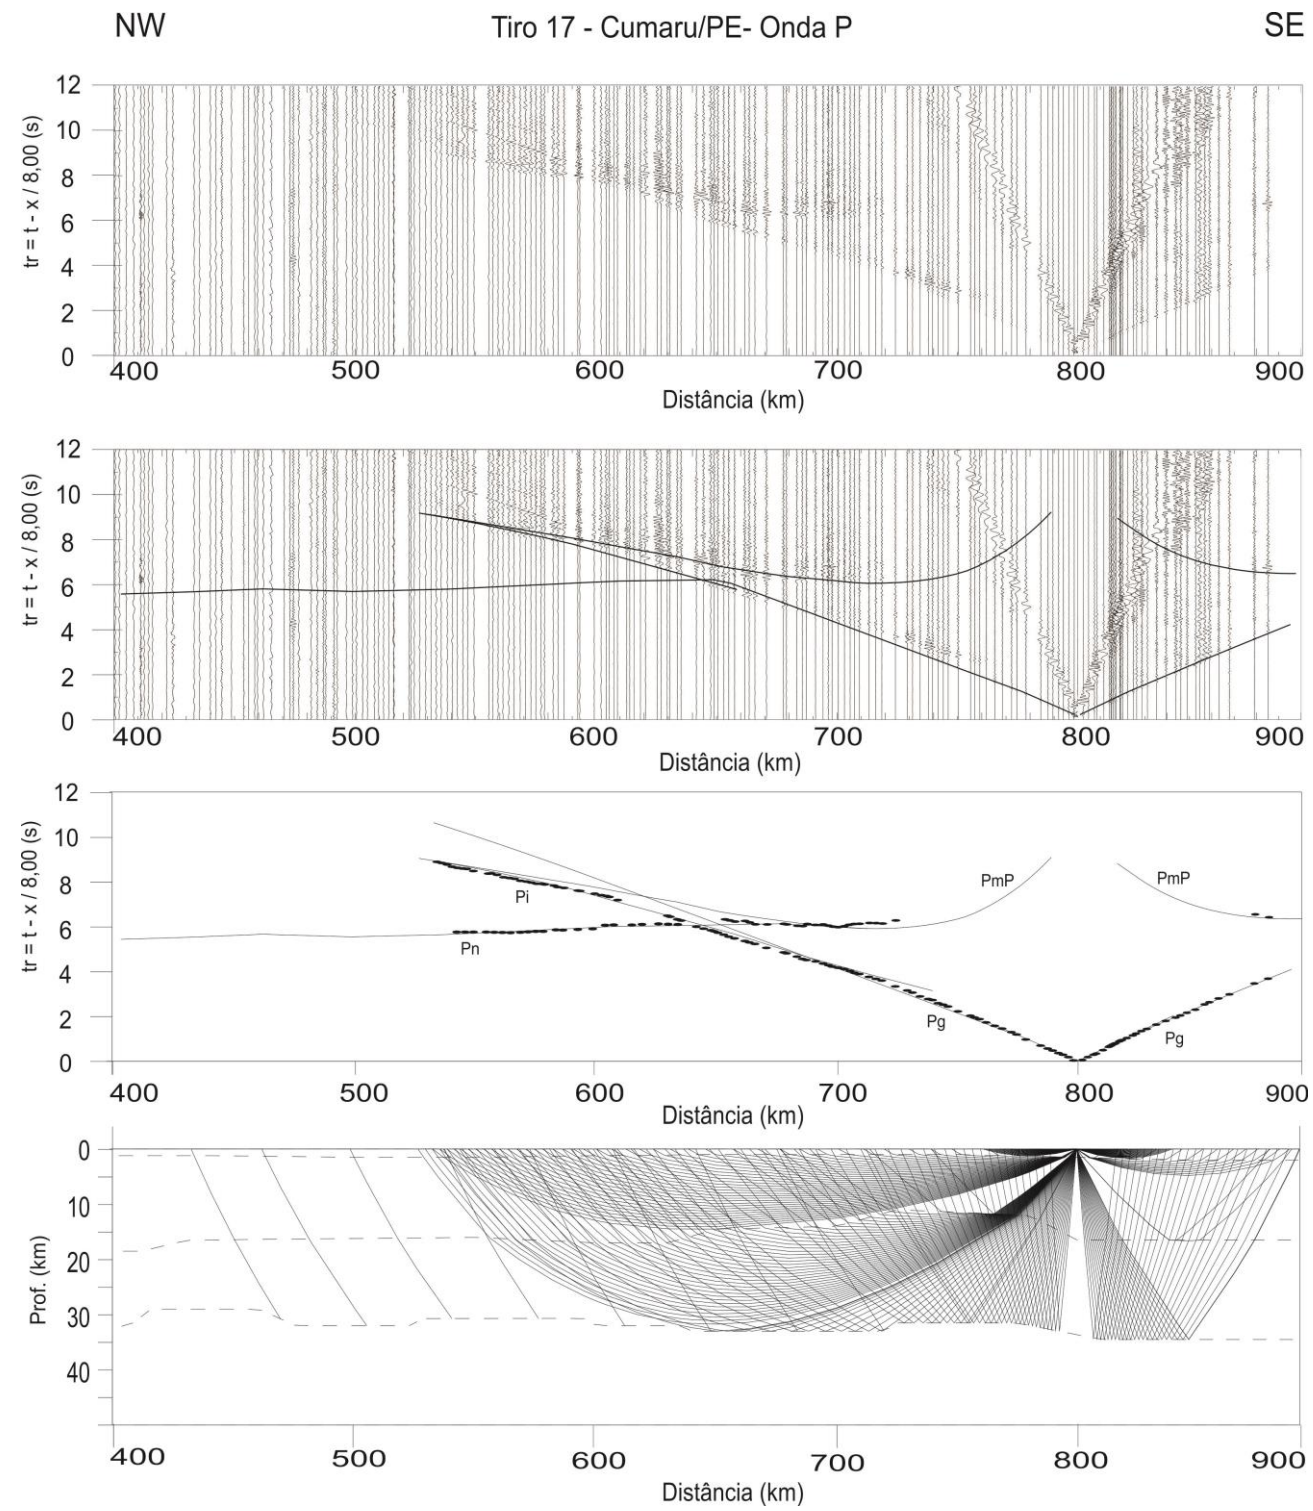 NW Tiro 17 - Cumaru/PE- Onda P SE
12
10
8
6
4
2
0
tr = t - x / 8,00 (s)
400 500 600 700 800 900
Distância (km)
12
10
8
6
4
2
0
tr = t - x / 8,00 (s)
400 500 600 700 800 900
Distância (km)
12
10
8
6
4
2
0
tr = t - x / 8,00 (s)
PmP PmP
Pi
Pn
Pg Pg
400 500 600 700 800 900
Distância (km)
0
10
20
30
40
Prof. (km)
400 500 600 700 800 900
Distância (km)